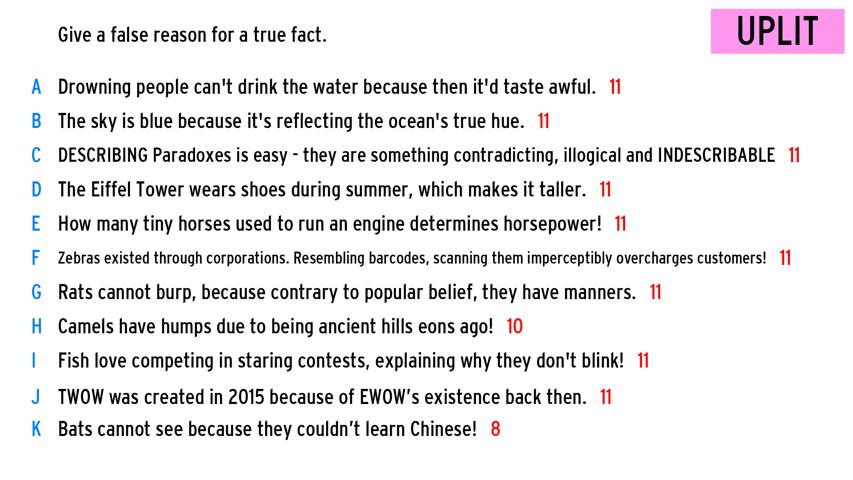 Give a false reason for a true fact.
UPLIT
A Drowning people can't drink the water because then it'd taste awful. 11
B The sky is blue because it's reflecting the ocean's true hue. 11
C DESCRIBING Paradoxes is easy - they are something contradicting, illogical and INDESCRIBABLE 11
D The Eiffel Tower wears shoes during summer, which makes it taller. 11
E How many tiny horses used to run an engine determines horsepower! 11
F Zebras existed through corporations. Resembling barcodes, scanning them imperceptibly overcharges customers! 11
G Rats cannot burp, because contrary to popular belief, they have manners. 11
H Camels have humps due to being ancient hills eons ago! 10
I Fish love competing in staring contests, explaining why they don't blink! 11
J TWOW was created in 2015 because of EWOW’s existence back then. 11
K Bats cannot see because they couldn’t learn Chinese! 8